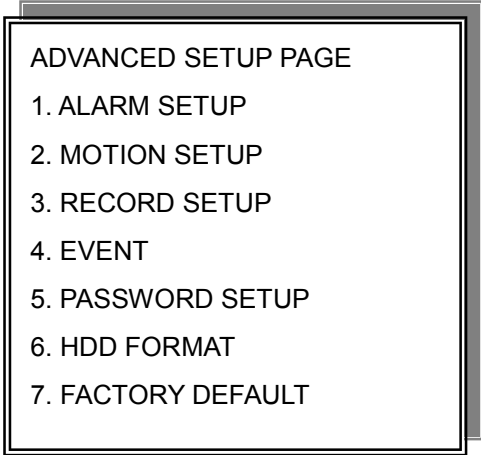 ADVANCED SETUP PAGE
1. ALARM SETUP
2. MOTION SETUP
3. RECORD SETUP
4. EVENT
5. PASSWORD SETUP
6. HDD FORMAT
7. FACTORY DEFAULT